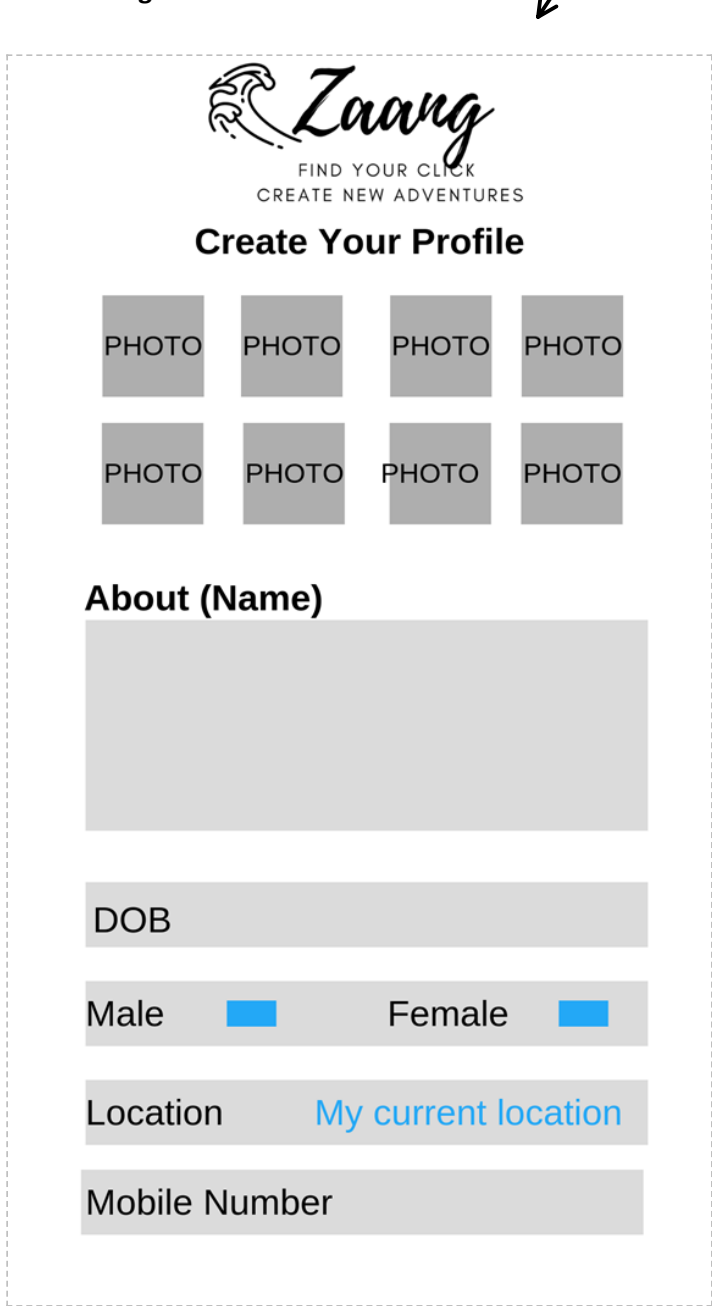 Zaang
FIND YOUR CLICK
CREATE NEW ADVENTURES
Create Your Profile
PHOTO PHOTO PHOTO PHOTO
PHOTO PHOTO PHOTO PHOTO
About (Name)
DOB
Male Female
Location My current location
Mobile Number